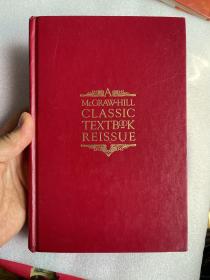 A
McGRAW-HILL
CLASSIC
TEXTBOOK
REISSUE